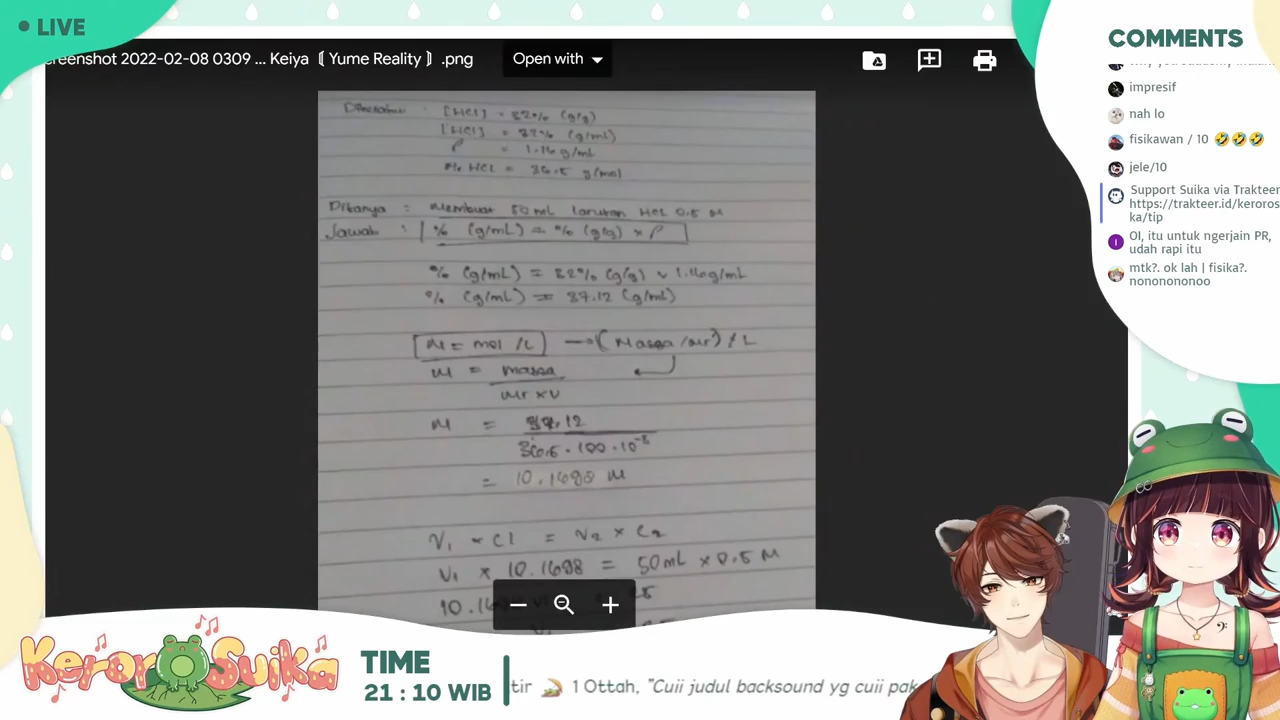 LIVE
creenshot 2022-02-08 0309 ... Keiya 〔 Yume Reality 〕 .png
Open with
COMMENTS
impresif
nah lo
fisikawan / 10 🤣🤣🤣
jele/10
Support Suika via Trakteer
https://trakteer.id/keroros
ka/tip
OI, itu untuk ngerjain PR,
udah rapi itu
mtk?. ok lah | fisika?.
nonononONoo
[HCl] = 32% (g/g)
[HCl] = 32% (g/mL)
ρ = 1.16 g/mL
Mr HCl = 36.5 g/mol
Ditanya : Membuat 50 mL larutan HCl 0.5 M
Jawab : % (g/mL) = % (g/g) × ρ
% (g/mL) = 32% (g/g) × 1.16 g/mL
% (g/mL) = 37.12 (g/mL)
M = mol / L → (Massa / Mr) / L
M = massa
Mr × V
M = 37.12
36.5 · 100 · 10⁻³
= 10.1698 M
V₁ × C1 = V₂ × C₂
V₁ × 10.1698 = 50 mL × 0.5 M
Keroro Suika
TIME
21 : 10 WIB
tir 🍌 1 Ottah, "Cuii judul backsound yg cuii pak